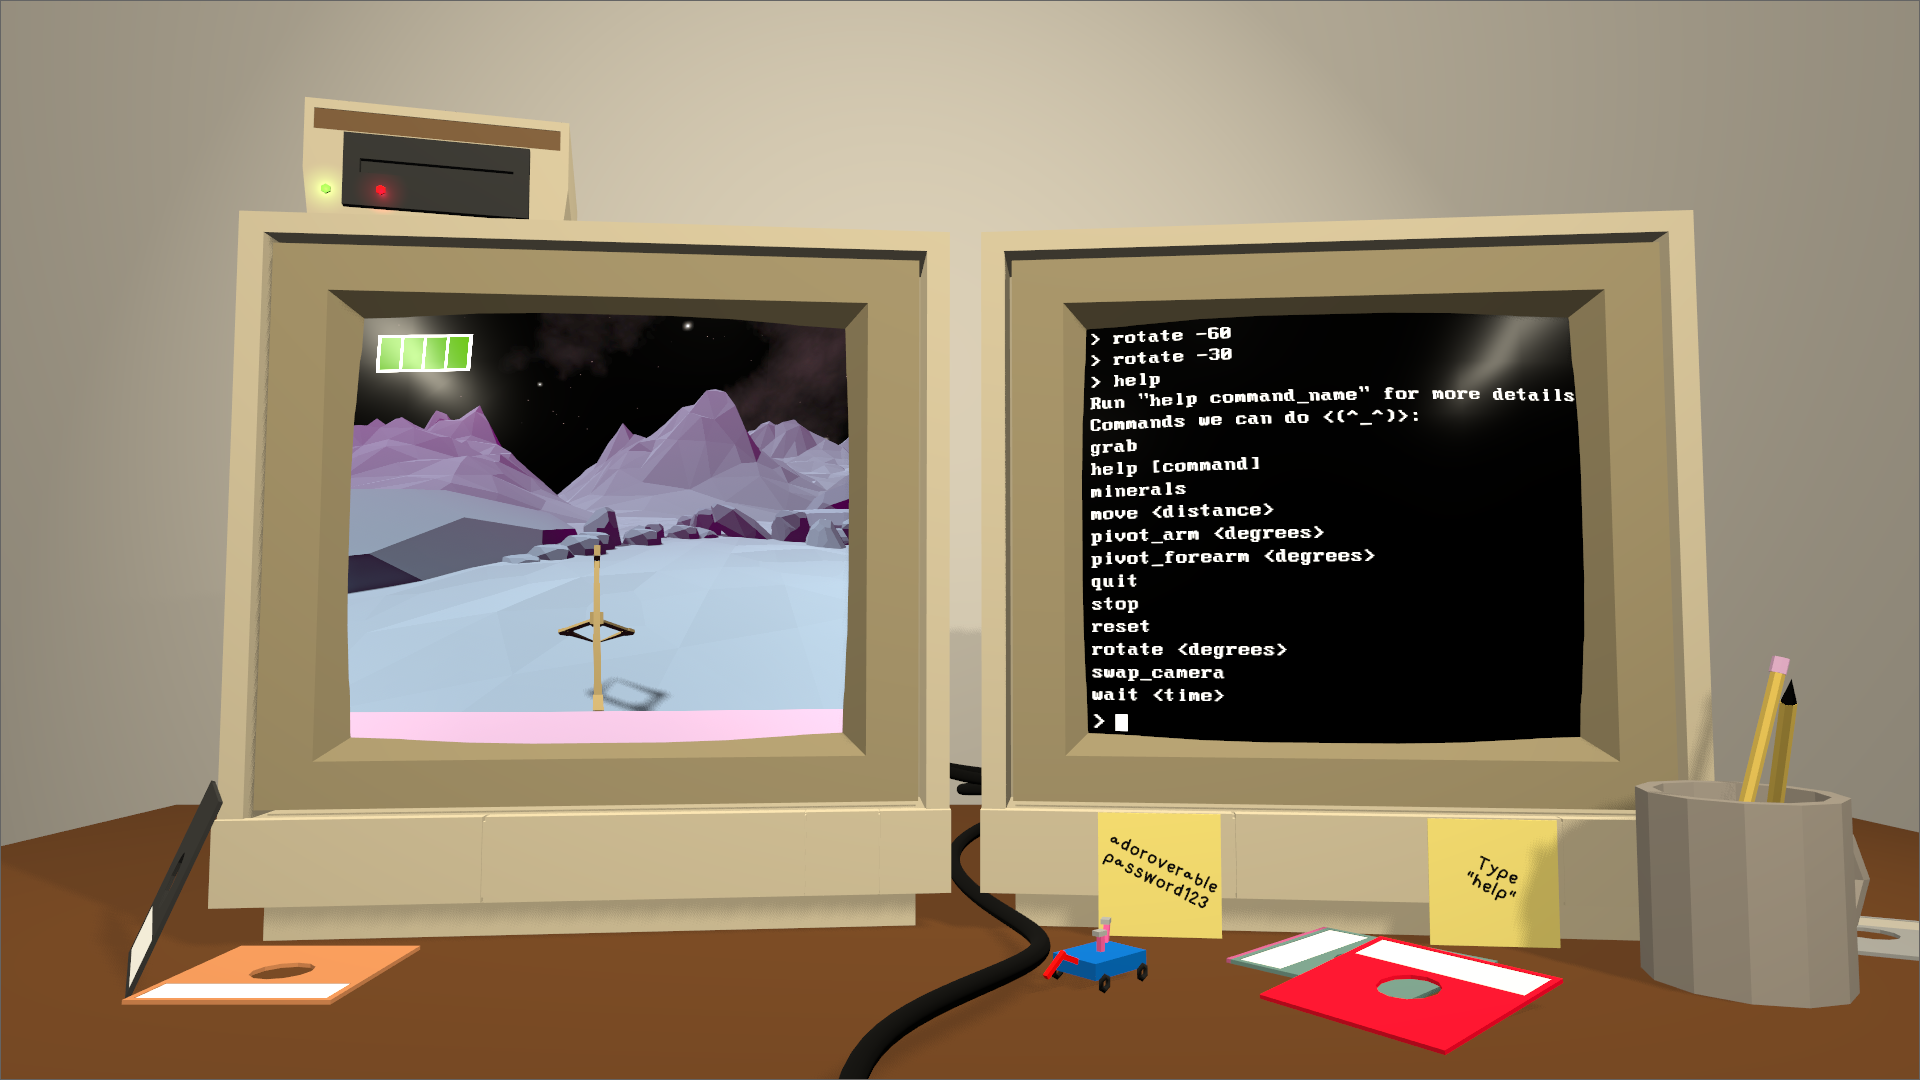 > rotate -60
> rotate -30
> help
Run "help command_name" for more details
Commands we can do <(^_^)>:
grab
help [command]
minerals
move <distance>
pivot_arm <degrees>
pivot_forearm <degrees>
quit
stop
reset
rotate <degrees>
swap_camera
wait <time>
>
adoroverable
password123
Type
"help"